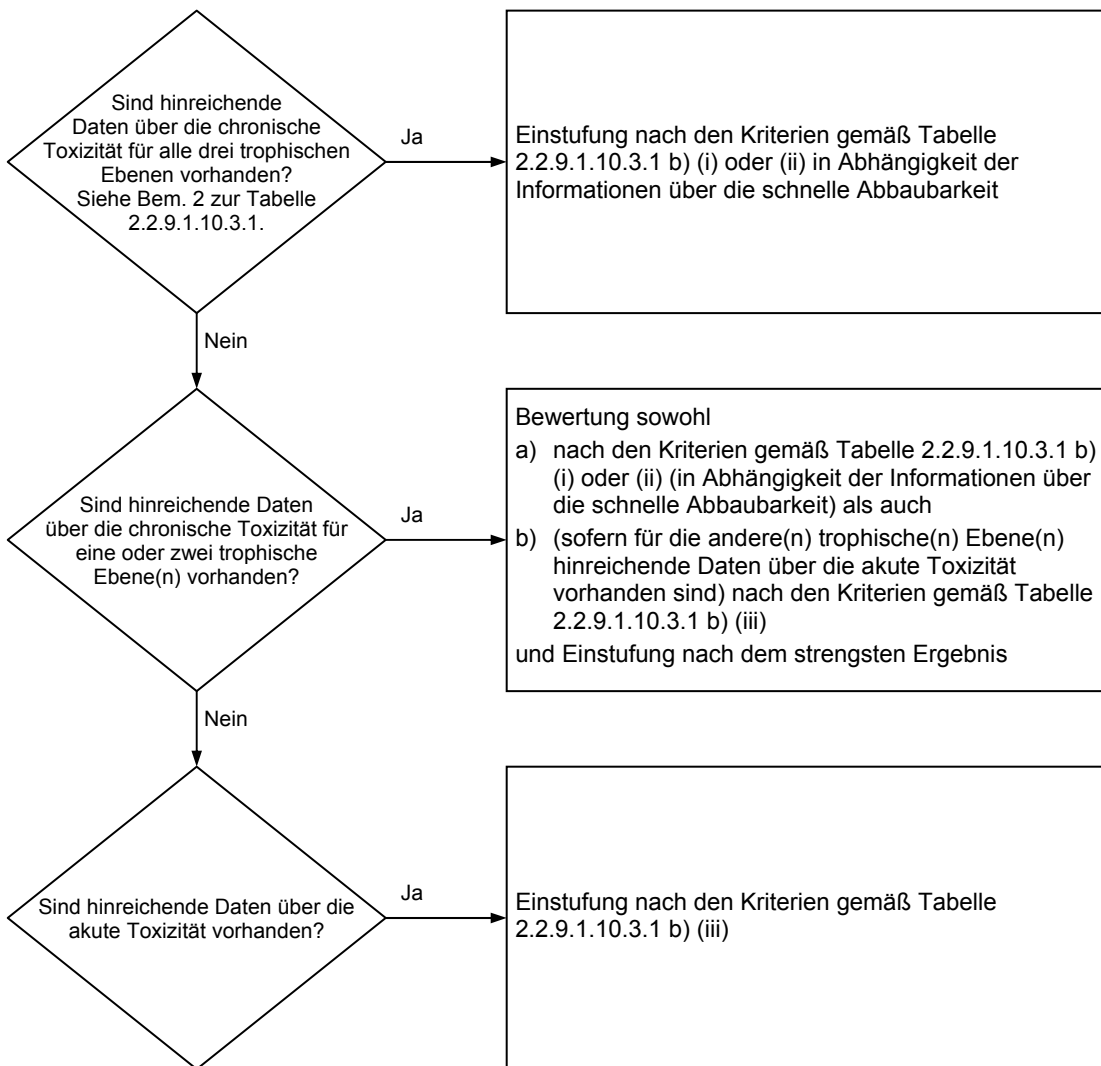 Sind hinreichende
Daten über die chronische
Toxizität für alle drei trophischen
Ebenen vorhanden?
Siehe Bem. 2 zur Tabelle
2.2.9.1.10.3.1.
Ja
Einstufung nach den Kriterien gemäß Tabelle
2.2.9.1.10.3.1 b) (i) oder (ii) in Abhängigkeit der
Informationen über die schnelle Abbaubarkeit
Nein
Sind hinreichende Daten
über die chronische Toxizität für
eine oder zwei trophische
Ebene(n) vorhanden?
Ja
Bewertung sowohl
a) nach den Kriterien gemäß Tabelle 2.2.9.1.10.3.1 b)
(i) oder (ii) (in Abhängigkeit der Informationen über
die schnelle Abbaubarkeit) als auch
b) (sofern für die andere(n) trophische(n) Ebene(n)
hinreichende Daten über die akute Toxizität
vorhanden sind) nach den Kriterien gemäß Tabelle
2.2.9.1.10.3.1 b) (iii)
und Einstufung nach dem strengsten Ergebnis
Nein
Sind hinreichende Daten über die
akute Toxizität vorhanden?
Ja
Einstufung nach den Kriterien gemäß Tabelle
2.2.9.1.10.3.1 b) (iii)